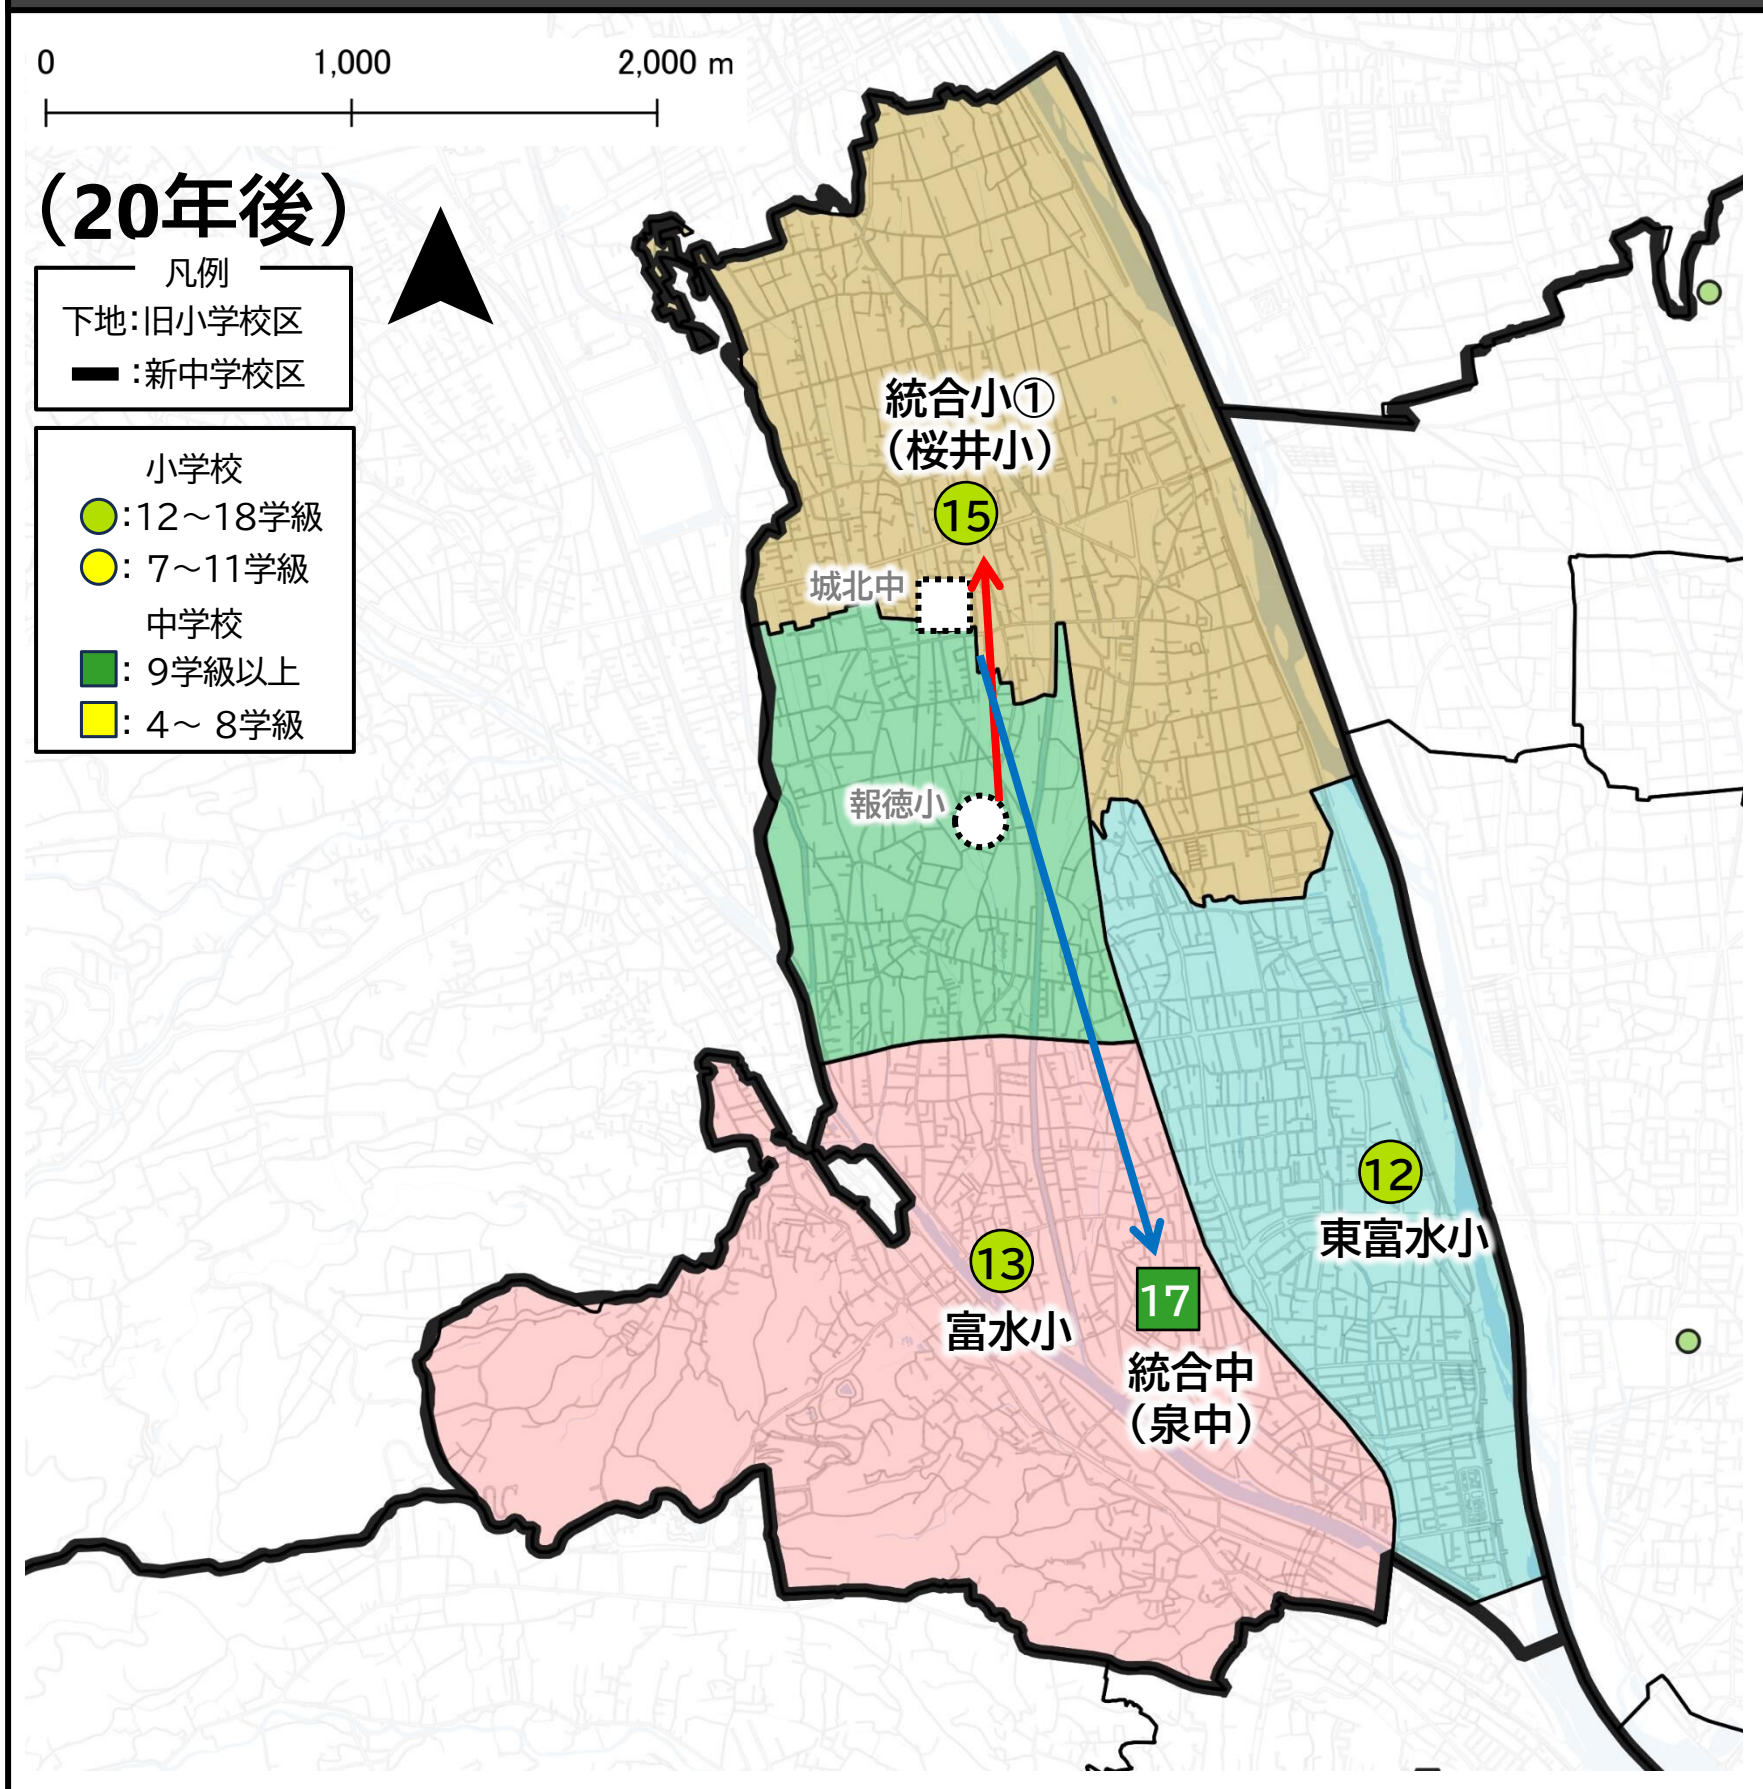 0 1,000 2,000 m
（20年後）
凡例
下地：旧小学校区
：新中学校区
小学校
：12～18学級
：7～11学級
中学校
：9学級以上
：4～ 8学級
統合小①
（桜井小）
15
城北中
報徳小
12
東富水小
13
富水小
17
統合中
（泉中）